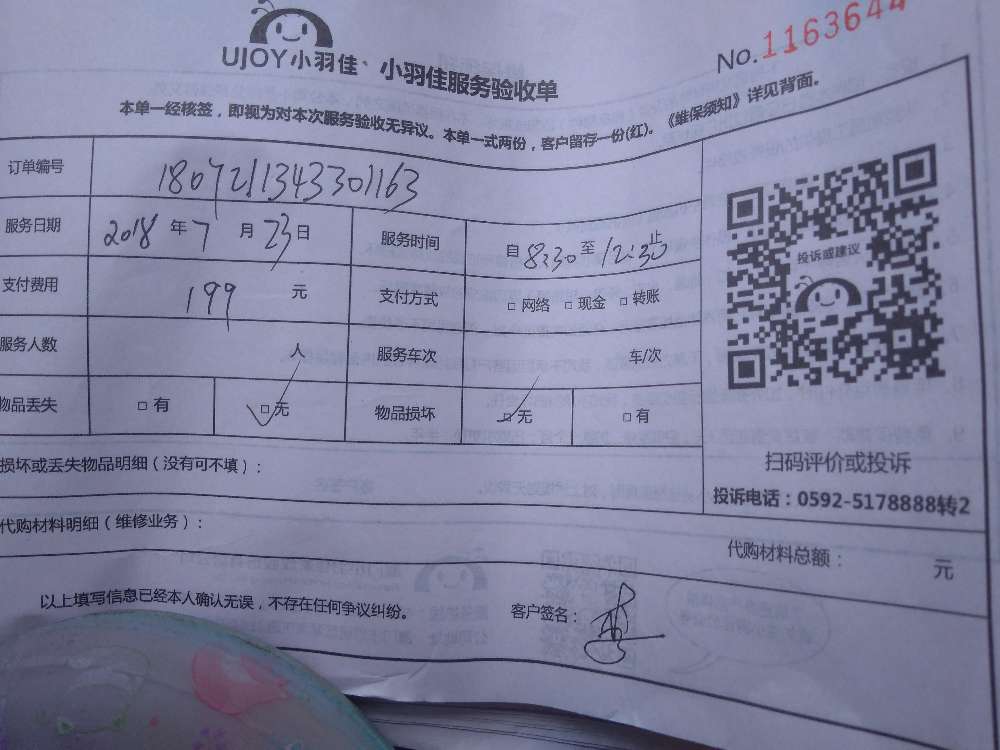 UJOY小羽佳 小羽佳服务验收单 No. 1163644
本单一经核签，即视为对本次服务验收无异议。本单一式两份，客户留存一份(红)。《维保须知》详见背面。
订单编号 1807211343301163
服务日期 2018 年 7 月 23 日 服务时间 自 8:30 至 12:30 止
支付费用 199 元 支付方式 □ 网络 □ 现金 □ 转账
服务人数 人 服务车次 车/次
物品丢失 □ 有 □ 无 物品损坏 □ 无 □ 有
损坏或丢失物品明细（没有可不填）：
代购材料明细（维修业务）：
代购材料总额： 元
以上填写信息已经本人确认无误，不存在任何争议纠纷。 客户签名：
投诉或建议
扫码评价或投诉
投诉电话：0592-5178888转2